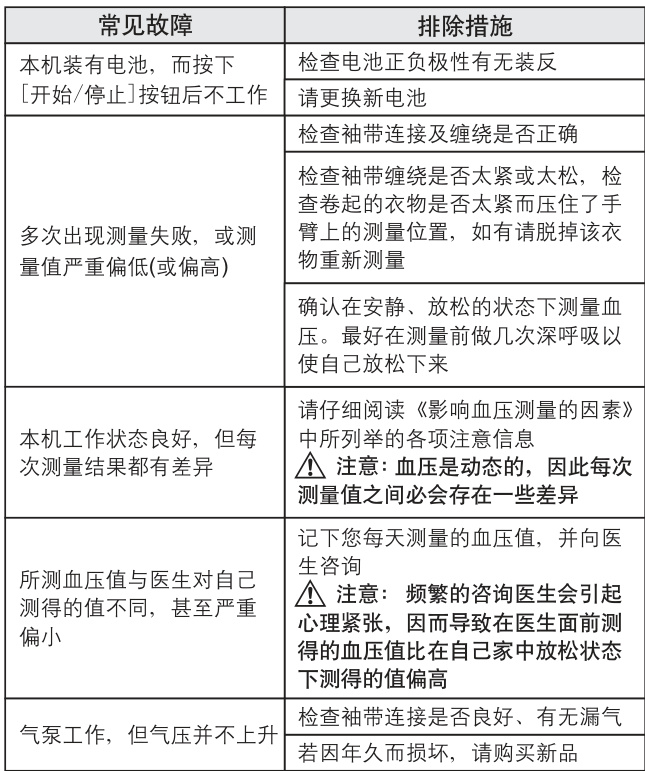 常见故障
排除措施
本机装有电池，而按下
[开始/停止]按钮后不工作
检查电池正负极性有无装反
请更换新电池
多次出现测量失败，或测
量值严重偏低(或偏高)
检查袖带连接及缠绕是否正确
检查袖带缠绕是否太紧或太松，检
查卷起的衣物是否太紧而压住了手
臂上的测量位置，如有请脱掉该衣
物重新测量
确认在安静、放松的状态下测量血
压。最好在测量前做几次深呼吸以
使自己放松下来
本机工作状态良好，但每
次测量结果都有差异
请仔细阅读《影响血压测量的因素》
中所列举的各项注意信息
注意：血压是动态的，因此每次
测量值之间必会存在一些差异
所测血压值与医生对自己
测得的值不同，甚至严重
偏小
记下您每天测量的血压值，并向医
生咨询
注意： 频繁的咨询医生会引起
心理紧张，因而导致在医生面前测
得的血压值比在自己家中放松状态
下测得的值偏高
气泵工作，但气压并不上升
检查袖带连接是否良好、有无漏气
若因年久而损坏，请购买新品